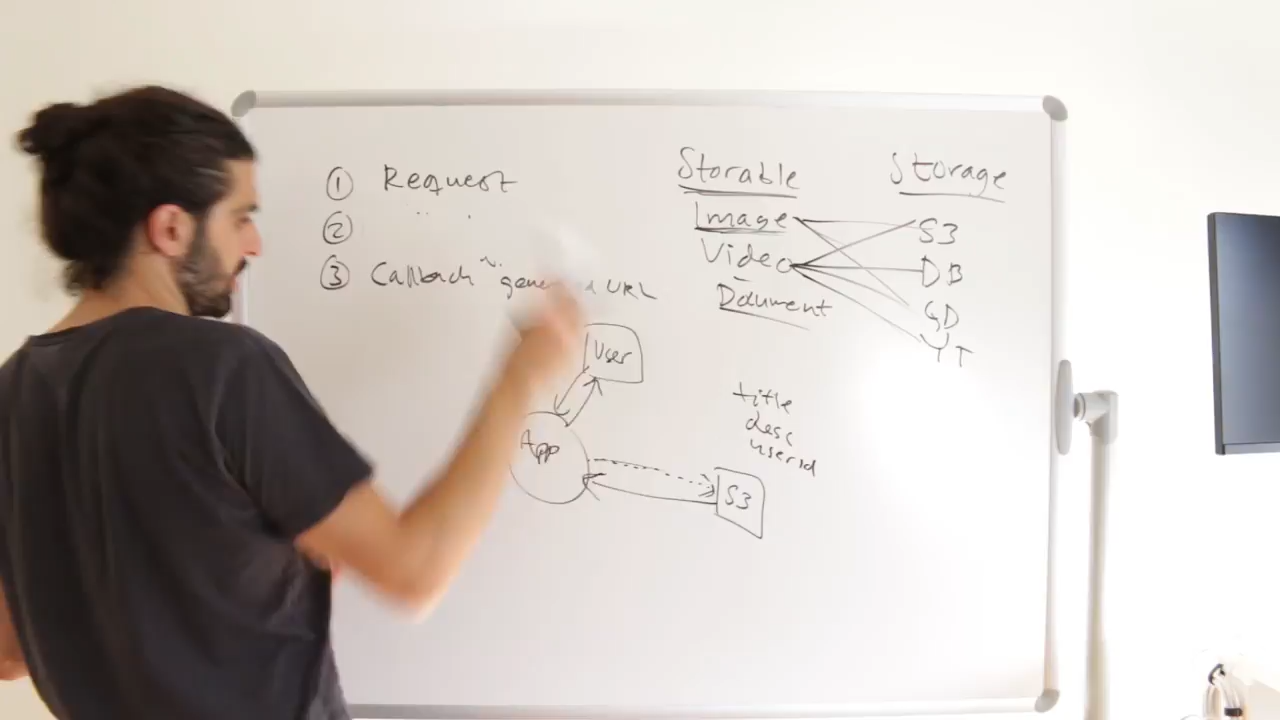 ① Request
②
③ Callback generated URL
Storable
Image
Video
Document
Storage
S3
DB
GD
YT
User
App
S3
title
desc
userid